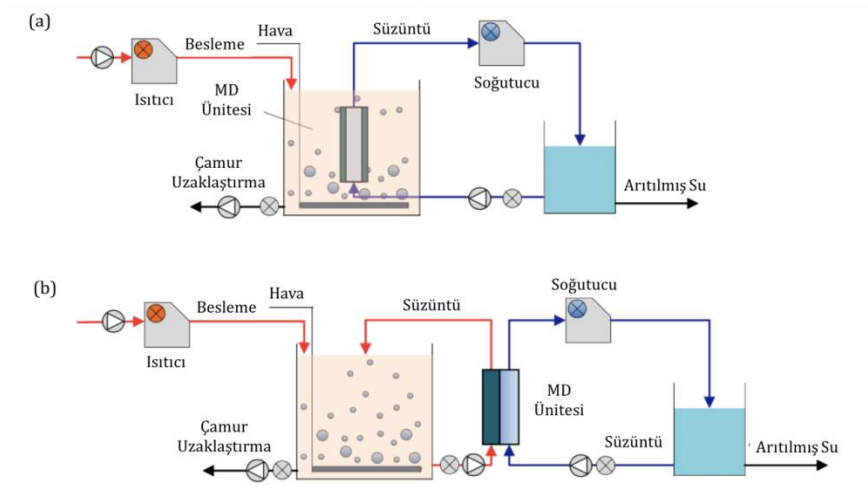 (a)
Hava
Süzüntü
Besleme
Isıtıcı
MD
Ünitesi
Soğutucu
Çamur
Uzaklaştırma
Arıtılmış Su
(b)
Hava
Soğutucu
Besleme
Süzüntü
Isıtıcı
MD
Ünitesi
Çamur
Uzaklaştırma
Süzüntü
Arıtılmış Su